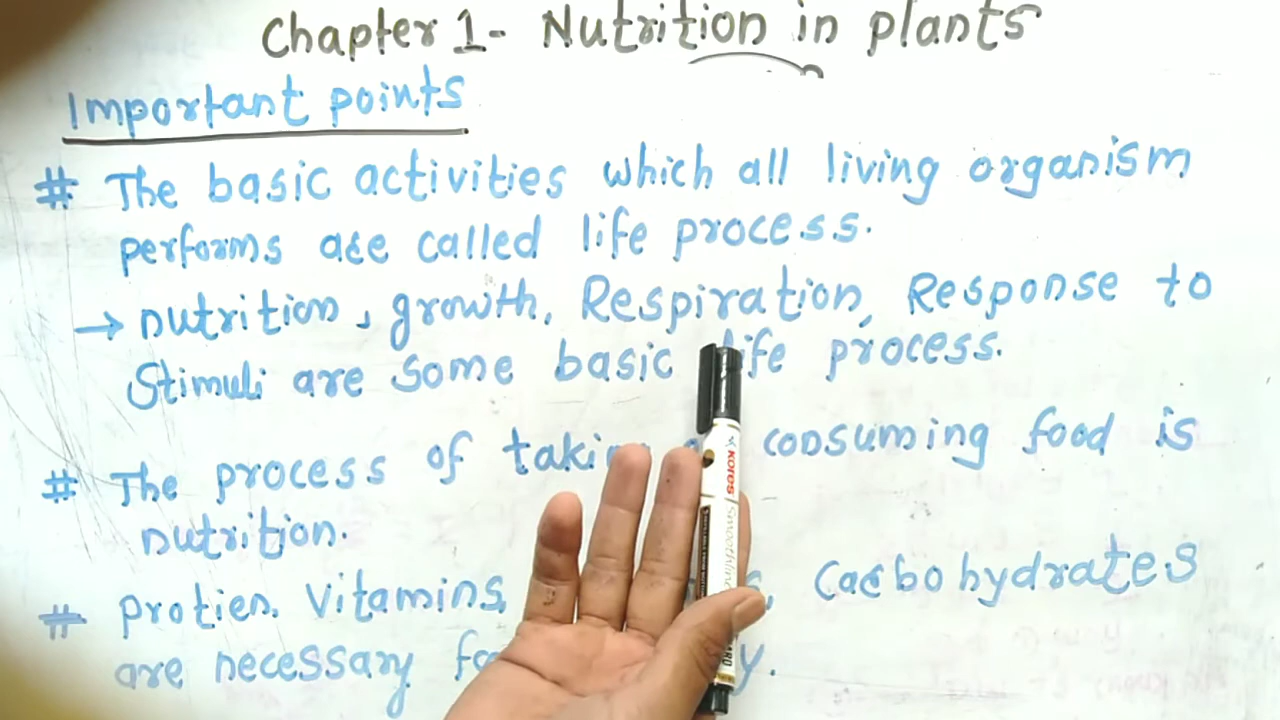 Chapter 1- Nutrition in plants
Important points
# The basic activities which all living organism
performs are called life process.
→ nutrition, growth, Respiration, Response to
Stimuli are some basic life process.
# The process of consuming food is
nutrition.
# Protien, Vitamins, Carbohydrates
are necessary
kores